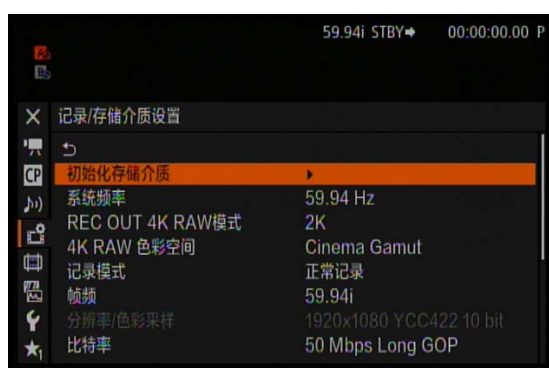 59.94i STBY 00:00:00.00 P
A
B
记录/存储介质设置
初始化存储介质
系统频率 59.94 Hz
REC OUT 4K RAW模式 2K
CP
4K RAW 色彩空间 Cinema Gamut
记录模式 正常记录
帧频 59.94i
分辨率/色彩采样 1920x1080 YCC422 10 bit
比特率 50 Mbps Long GOP
★1